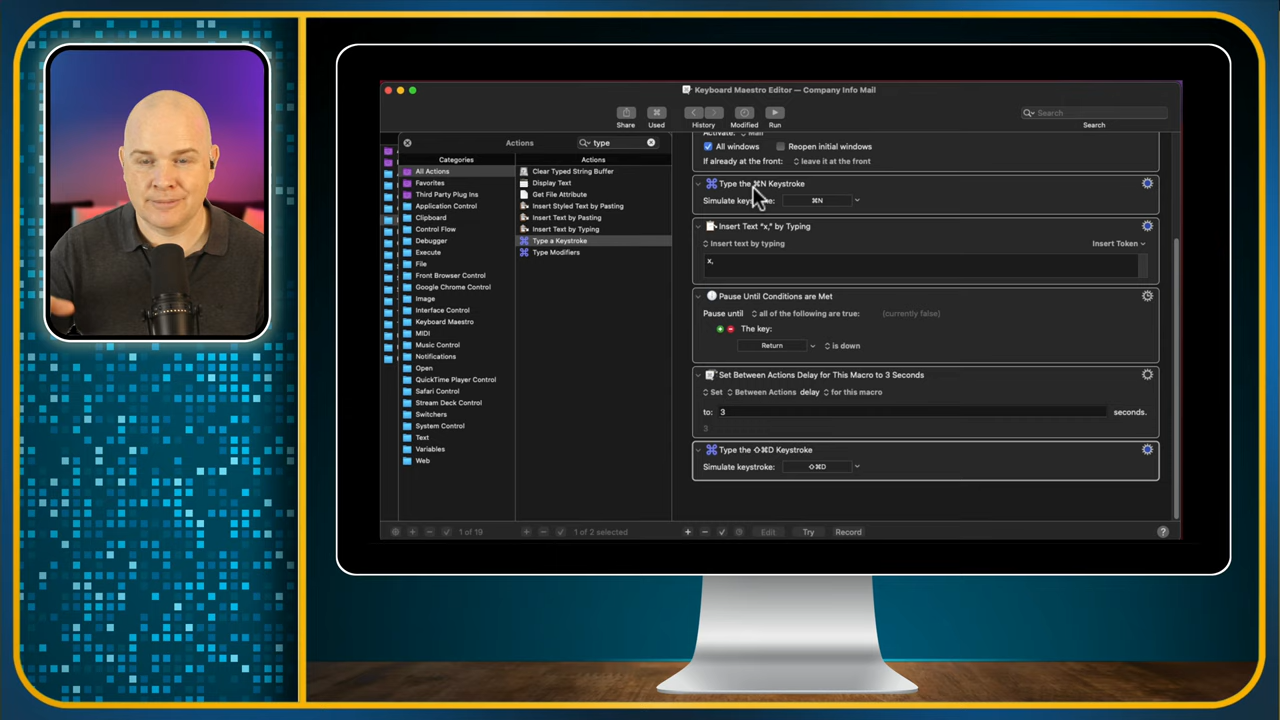 Keyboard Maestro Editor — Company Info Mail
Share
Used
History
Modified
Run
Search
Search
Actions
type
Categories
Actions
All Actions
Favorites
Third Party Plug Ins
Application Control
Clipboard
Control Flow
Debugger
Execute
File
Front Browser Control
Google Chrome Control
Image
Interface Control
Keyboard Maestro
MIDI
Music Control
Notifications
Open
QuickTime Player Control
Safari Control
Stream Deck Control
Switchers
System Control
Text
Variables
Web
Clear Typed String Buffer
Display Text
Get File Attribute
Insert Styled Text by Pasting
Insert Text by Pasting
Insert Text by Typing
Type a Keystroke
Type Modifiers
Activate: Mail
All windows
Reopen initial windows
If already at the front: leave it at the front
Type the ⌘N Keystroke
Simulate keystroke: ⌘N
Insert Text “x,” by Typing
Insert text by typing
Insert Token
x,
Pause Until Conditions are Met
Pause until all of the following are true: (currently false)
The key:
Return is down
Set Between Actions Delay for This Macro to 3 Seconds
Set Between Actions delay for this macro
to: 3 seconds.
3
Type the ⇧⌘D Keystroke
Simulate keystroke: ⇧⌘D
1 of 19
1 of 2 selected
Edit
Try
Record
?